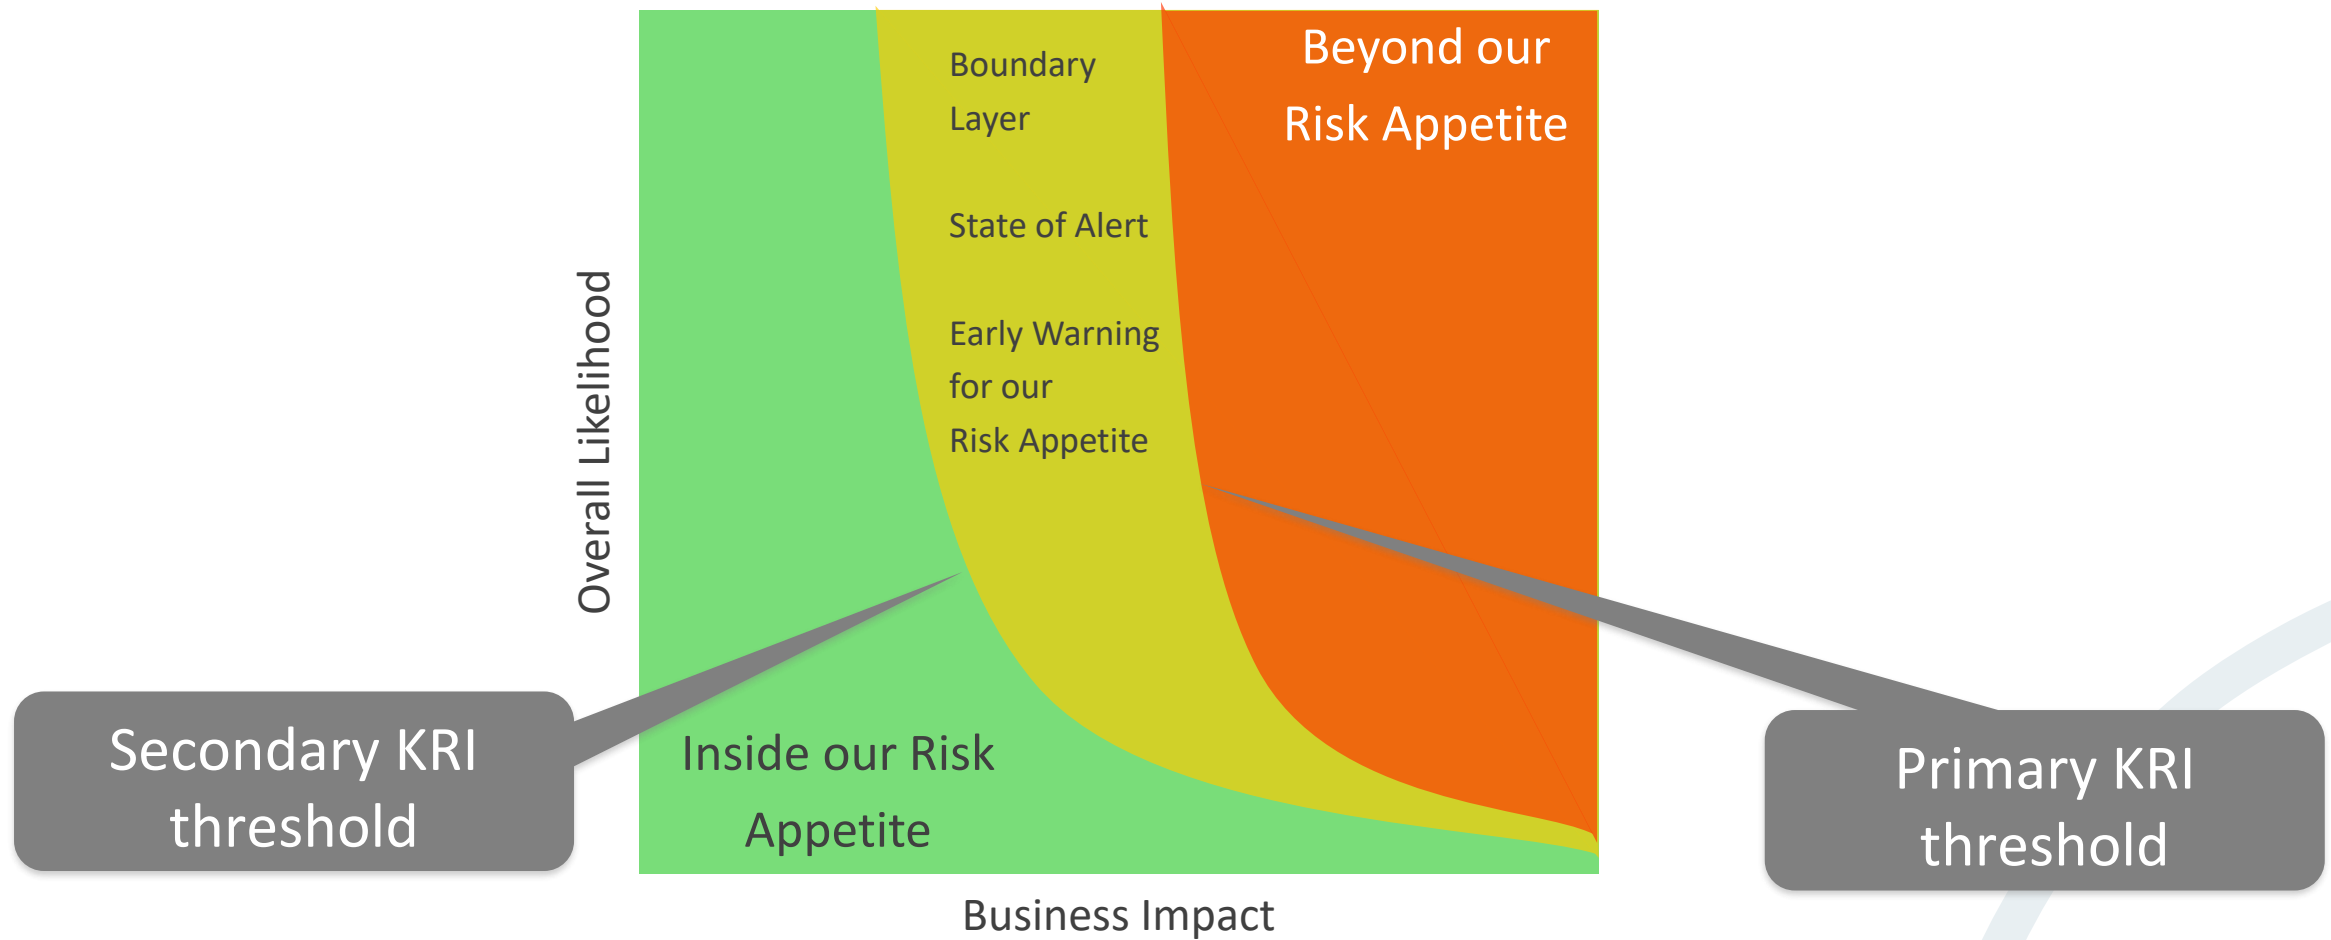 Boundary
Layer
State of Alert
Early Warning
for our
Risk Appetite
Beyond our
Risk Appetite
Overall Likelihood
Secondary KRI
threshold
Inside our Risk
Appetite
Primary KRI
threshold
Business Impact